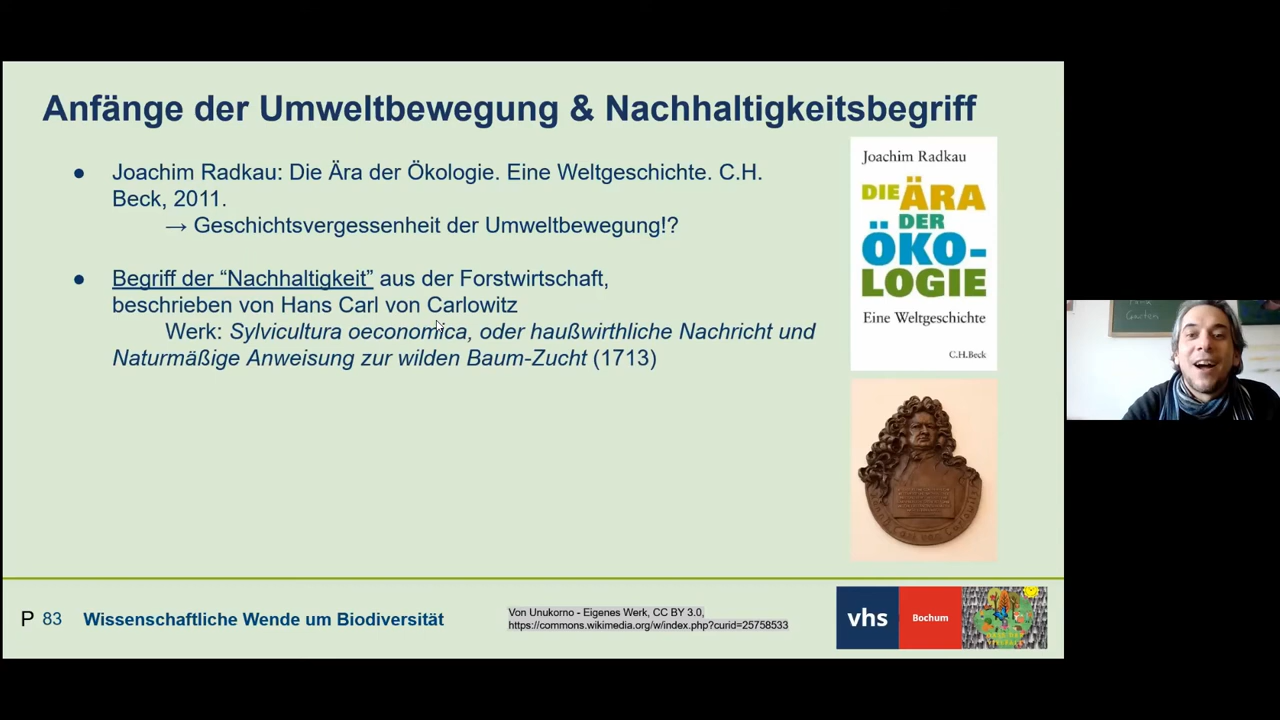 Anfänge der Umweltbewegung & Nachhaltigkeitsbegriff
● Joachim Radkau: Die Ära der Ökologie. Eine Weltgeschichte. C.H.
Beck, 2011.
→ Geschichtsvergessenheit der Umweltbewegung!?
● Begriff der “Nachhaltigkeit” aus der Forstwirtschaft,
beschrieben von Hans Carl von Carlowitz
Werk: Sylvicultura oeconomica, oder haußwirthliche Nachricht und
Naturmäßige Anweisung zur wilden Baum-Zucht (1713)
Joachim Radkau
DIE ÄRA
DER
ÖKO-
LOGIE
Eine Weltgeschichte
C.H.Beck
Garten
P 83 Wissenschaftliche Wende um Biodiversität
Von Unukorno - Eigenes Werk, CC BY 3.0,
https://commons.wikimedia.org/w/index.php?curid=25758533
vhs Bochum